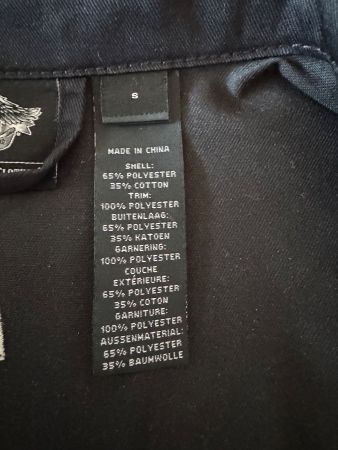 S
MADE IN CHINA
SHELL:
65% POLYESTER
35% COTTON
TRIM:
100% POLYESTER
BUITENLAAG:
65% POLYESTER
35% KATOEN
GARNERING:
100% POLYESTER
COUCHE
EXTÉRIEURE:
65% POLYESTER
35% COTON
GARNITURE:
100% POLYESTER
AUSSENMATERIAL:
65% POLYESTER
35% BAUMWOLLE